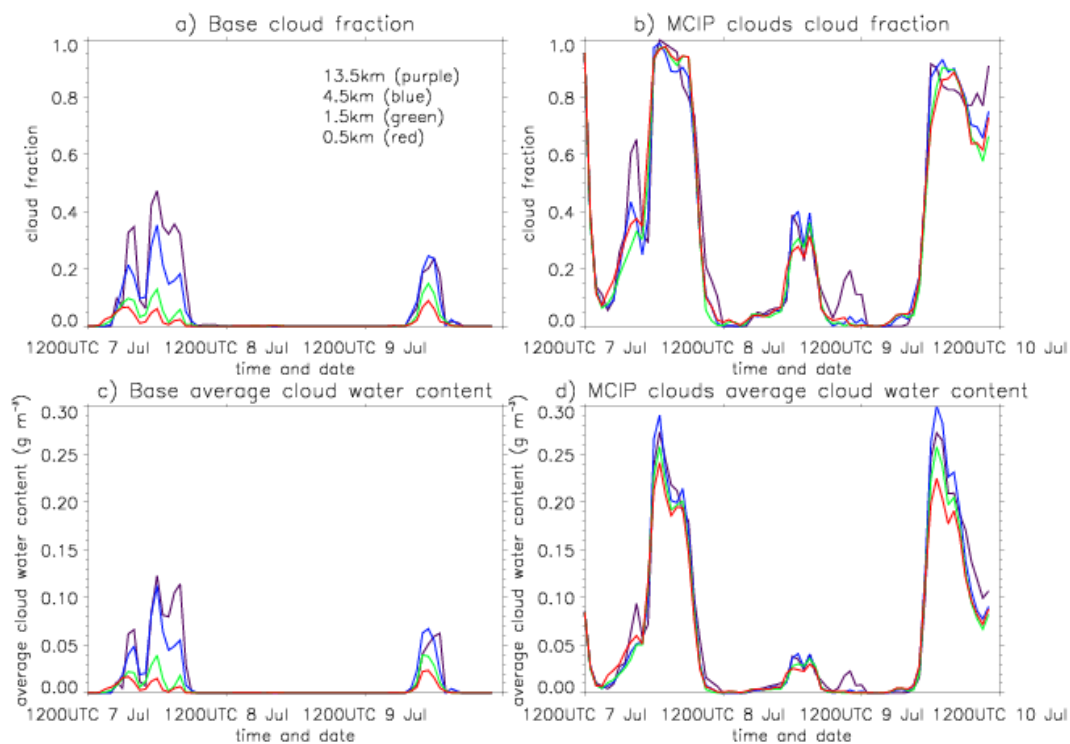 a) Base cloud fraction
b) MCIP clouds cloud fraction
13.5km (purple)
4.5km (blue)
1.5km (green)
0.5km (red)
cloud fraction
1.0
0.8
0.6
0.4
0.2
0.0
1200UTC 7 Jul 1200UTC 8 Jul 1200UTC 9 Jul
time and date
cloud fraction
1.0
0.8
0.6
0.4
0.2
0.0
1200UTC 7 Jul 1200UTC 8 Jul 1200UTC 9 Jul 1200UTC 10 Jul
time and date
c) Base average cloud water content
d) MCIP clouds average cloud water content
average cloud water content (g m⁻³)
0.30
0.25
0.20
0.15
0.10
0.05
0.00
1200UTC 7 Jul 1200UTC 8 Jul 1200UTC 9 Jul
time and date
average cloud water content (g m⁻³)
0.30
0.25
0.20
0.15
0.10
0.05
0.00
1200UTC 7 Jul 1200UTC 8 Jul 1200UTC 9 Jul 1200UTC 10 Jul
time and date